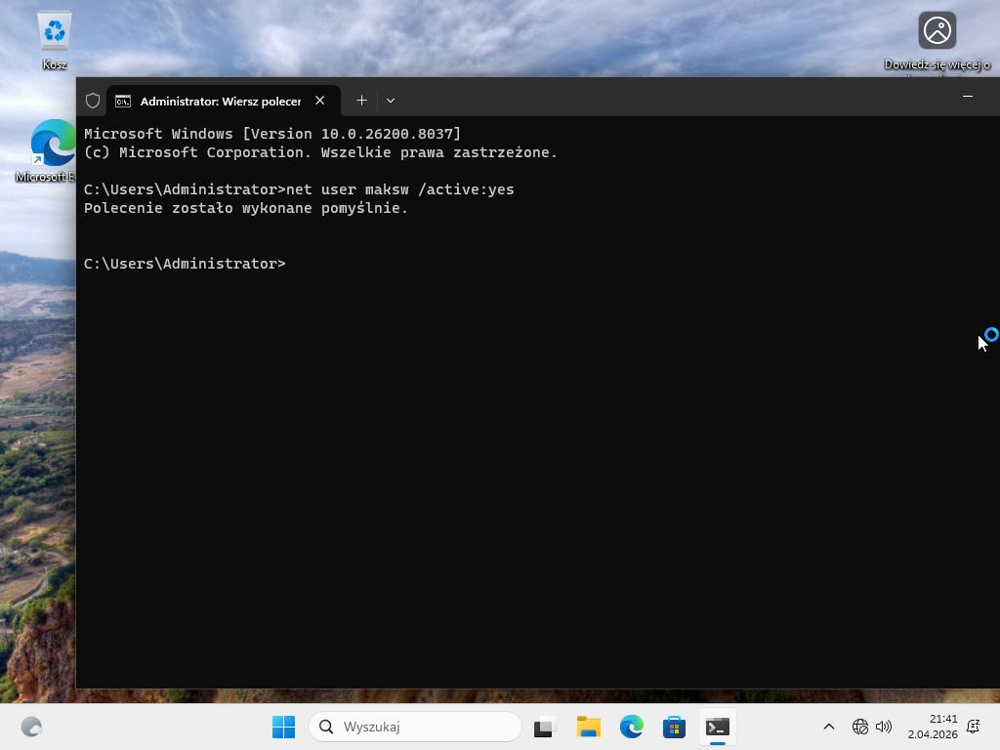 Kosz
Dowiedz się więcej o
Microsoft E
Administrator: Wiersz polecer
Microsoft Windows [Version 10.0.26200.8037]
(c) Microsoft Corporation. Wszelkie prawa zastrzeżone.
C:\Users\Administrator>net user maksw /active:yes
Polecenie zostało wykonane pomyślnie.
C:\Users\Administrator>
Wyszukaj
21:41
2.04.2026